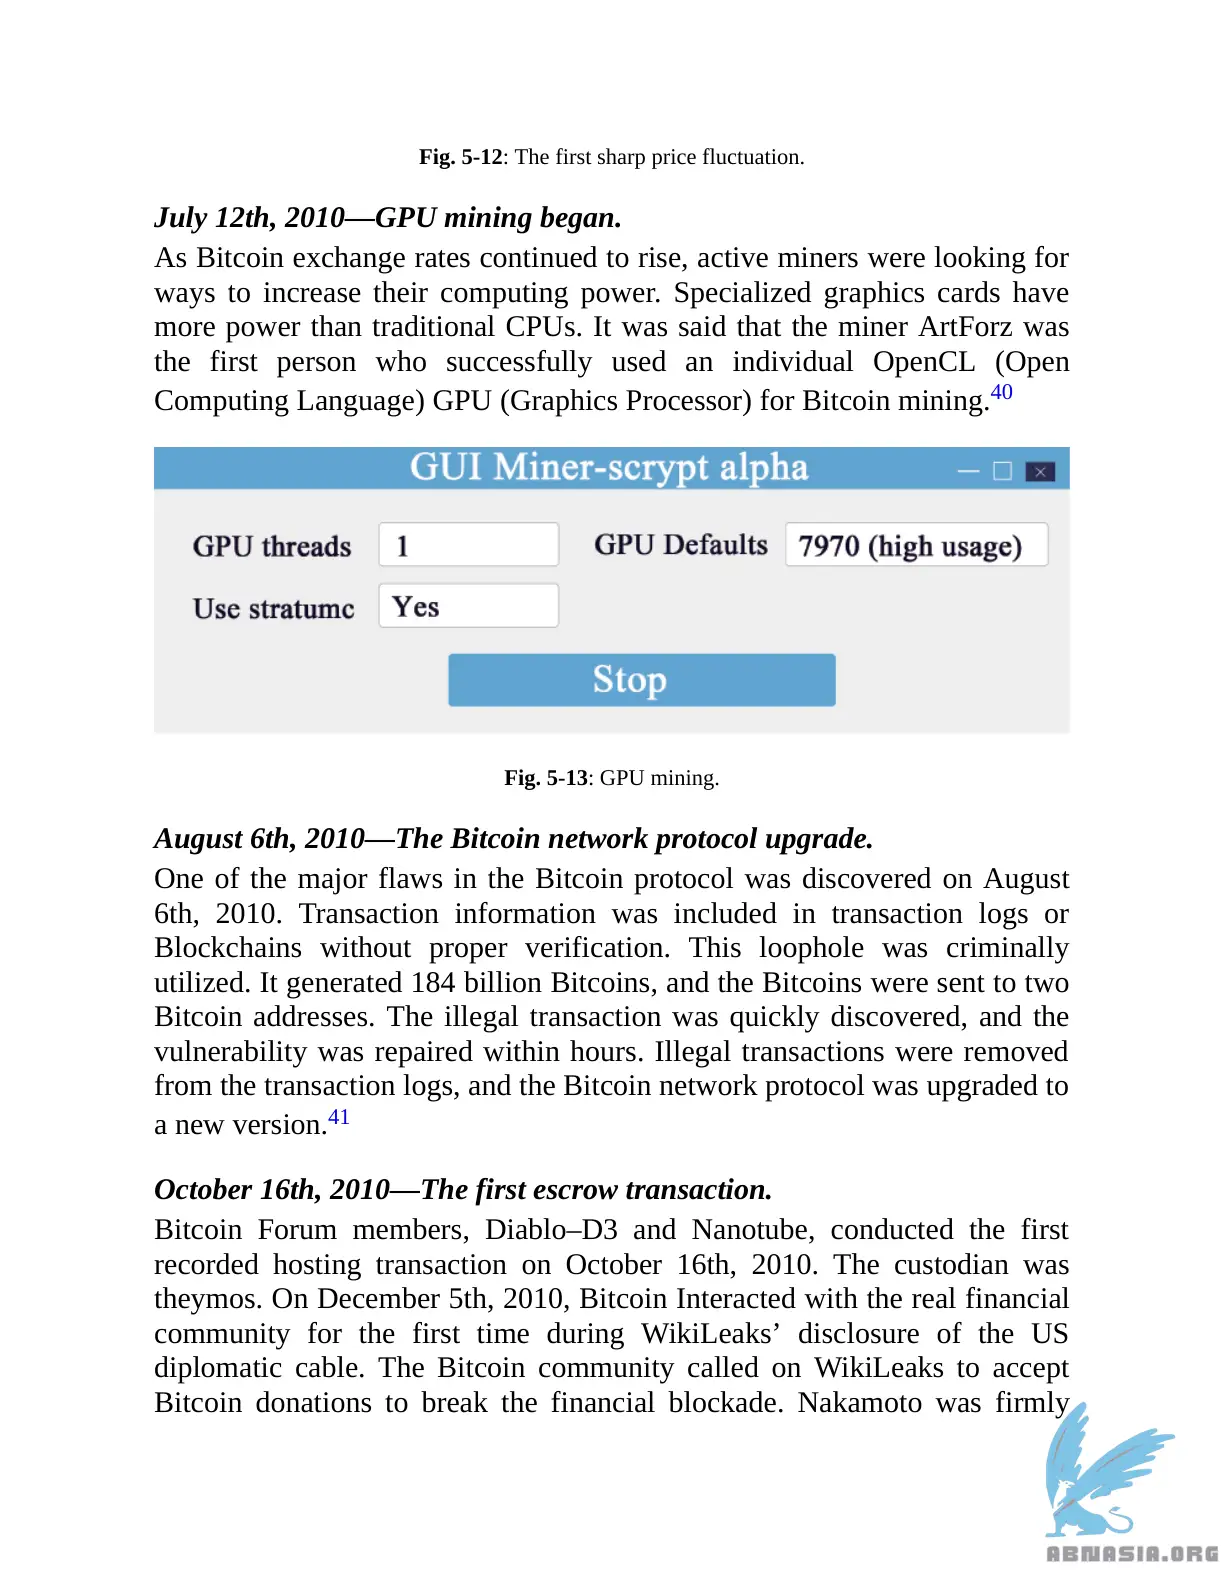 Fig. 5-12: The first sharp price fluctuation.
July 12th, 2010—GPU mining began.
As Bitcoin exchange rates continued to rise, active miners were looking for
ways to increase their computing power. Specialized graphics cards have
more power than traditional CPUs. It was said that the miner ArtForz was
the first person who successfully used an individual OpenCL (Open
Computing Language) GPU (Graphics Processor) for Bitcoin mining.40
GUI Miner-scrypt alpha
GPU threads 1 GPU Defaults 7970 (high usage)
Use stratumc Yes
Stop
Fig. 5-13: GPU mining.
August 6th, 2010—The Bitcoin network protocol upgrade.
One of the major flaws in the Bitcoin protocol was discovered on August
6th, 2010. Transaction information was included in transaction logs or
Blockchains without proper verification. This loophole was criminally
utilized. It generated 184 billion Bitcoins, and the Bitcoins were sent to two
Bitcoin addresses. The illegal transaction was quickly discovered, and the
vulnerability was repaired within hours. Illegal transactions were removed
from the transaction logs, and the Bitcoin network protocol was upgraded to
a new version.41
October 16th, 2010—The first escrow transaction.
Bitcoin Forum members, Diablo–D3 and Nanotube, conducted the first
recorded hosting transaction on October 16th, 2010. The custodian was
theymos. On December 5th, 2010, Bitcoin Interacted with the real financial
community for the first time during WikiLeaks’ disclosure of the US
diplomatic cable. The Bitcoin community called on WikiLeaks to accept
Bitcoin donations to break the financial blockade. Nakamoto was firmly
ABNASIA.ORG